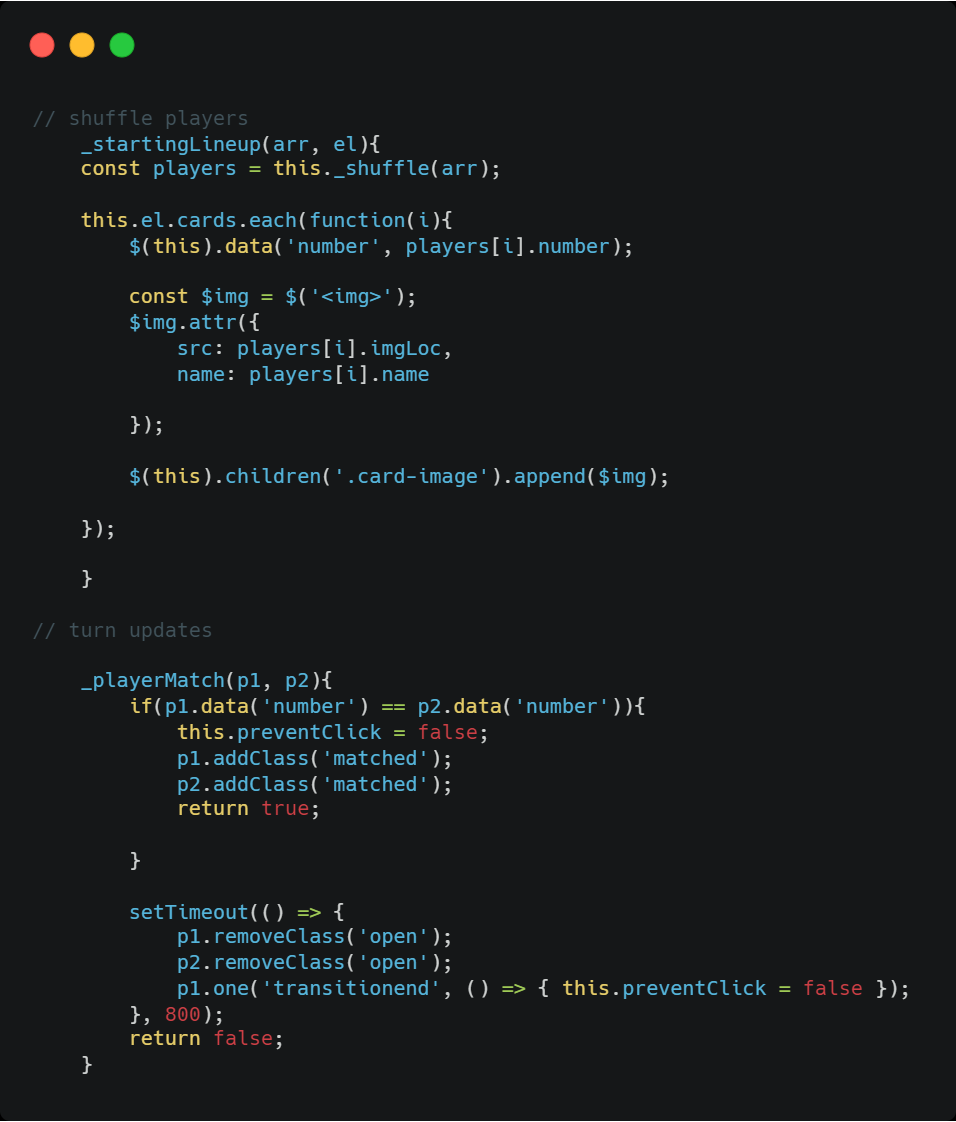 // shuffle players
    _startingLineup(arr, el){
    const players = this._shuffle(arr);

    this.el.cards.each(function(i){
        $(this).data('number', players[i].number);

        const $img = $('<img>');
        $img.attr({
            src: players[i].imgLoc,
            name: players[i].name

        });

        $(this).children('.card-image').append($img);

    });

    }

// turn updates

    _playerMatch(p1, p2){
        if(p1.data('number') == p2.data('number')){
            this.preventClick = false;
            p1.addClass('matched');
            p2.addClass('matched');
            return true;

        }

        setTimeout(() => {
            p1.removeClass('open');
            p2.removeClass('open');
            p1.one('transitionend', () => { this.preventClick = false });
        }, 800);
        return false;
    }